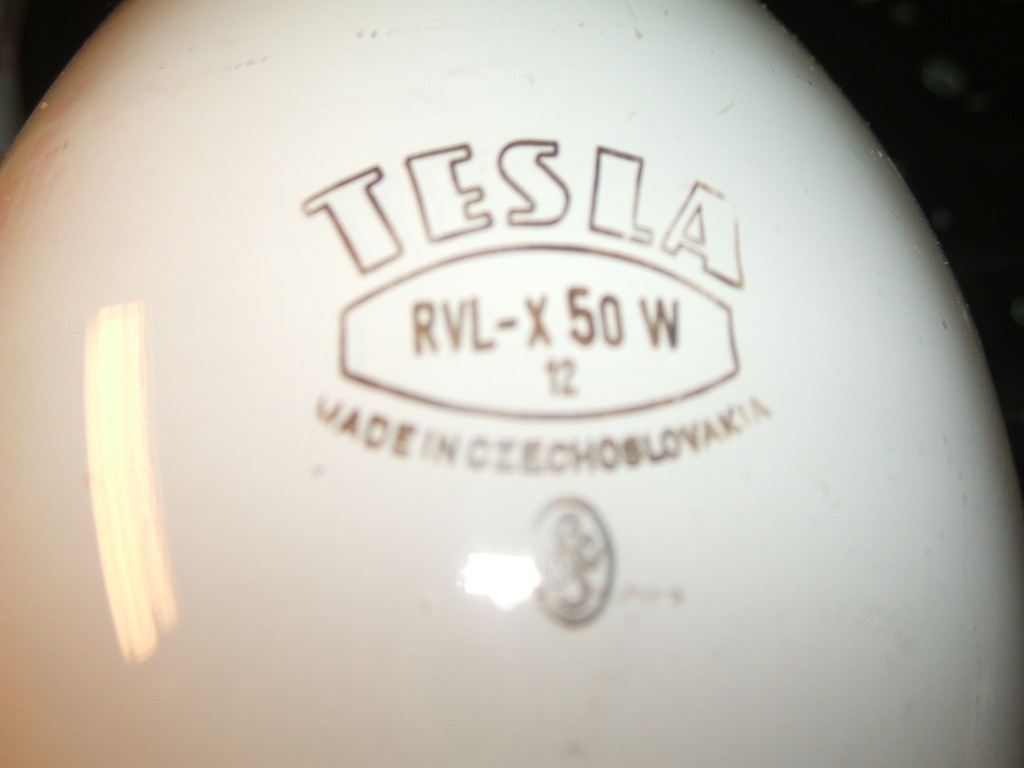 TESLA
RVL-X 50 W
12
MADE IN CZECHOSLOVAKIA